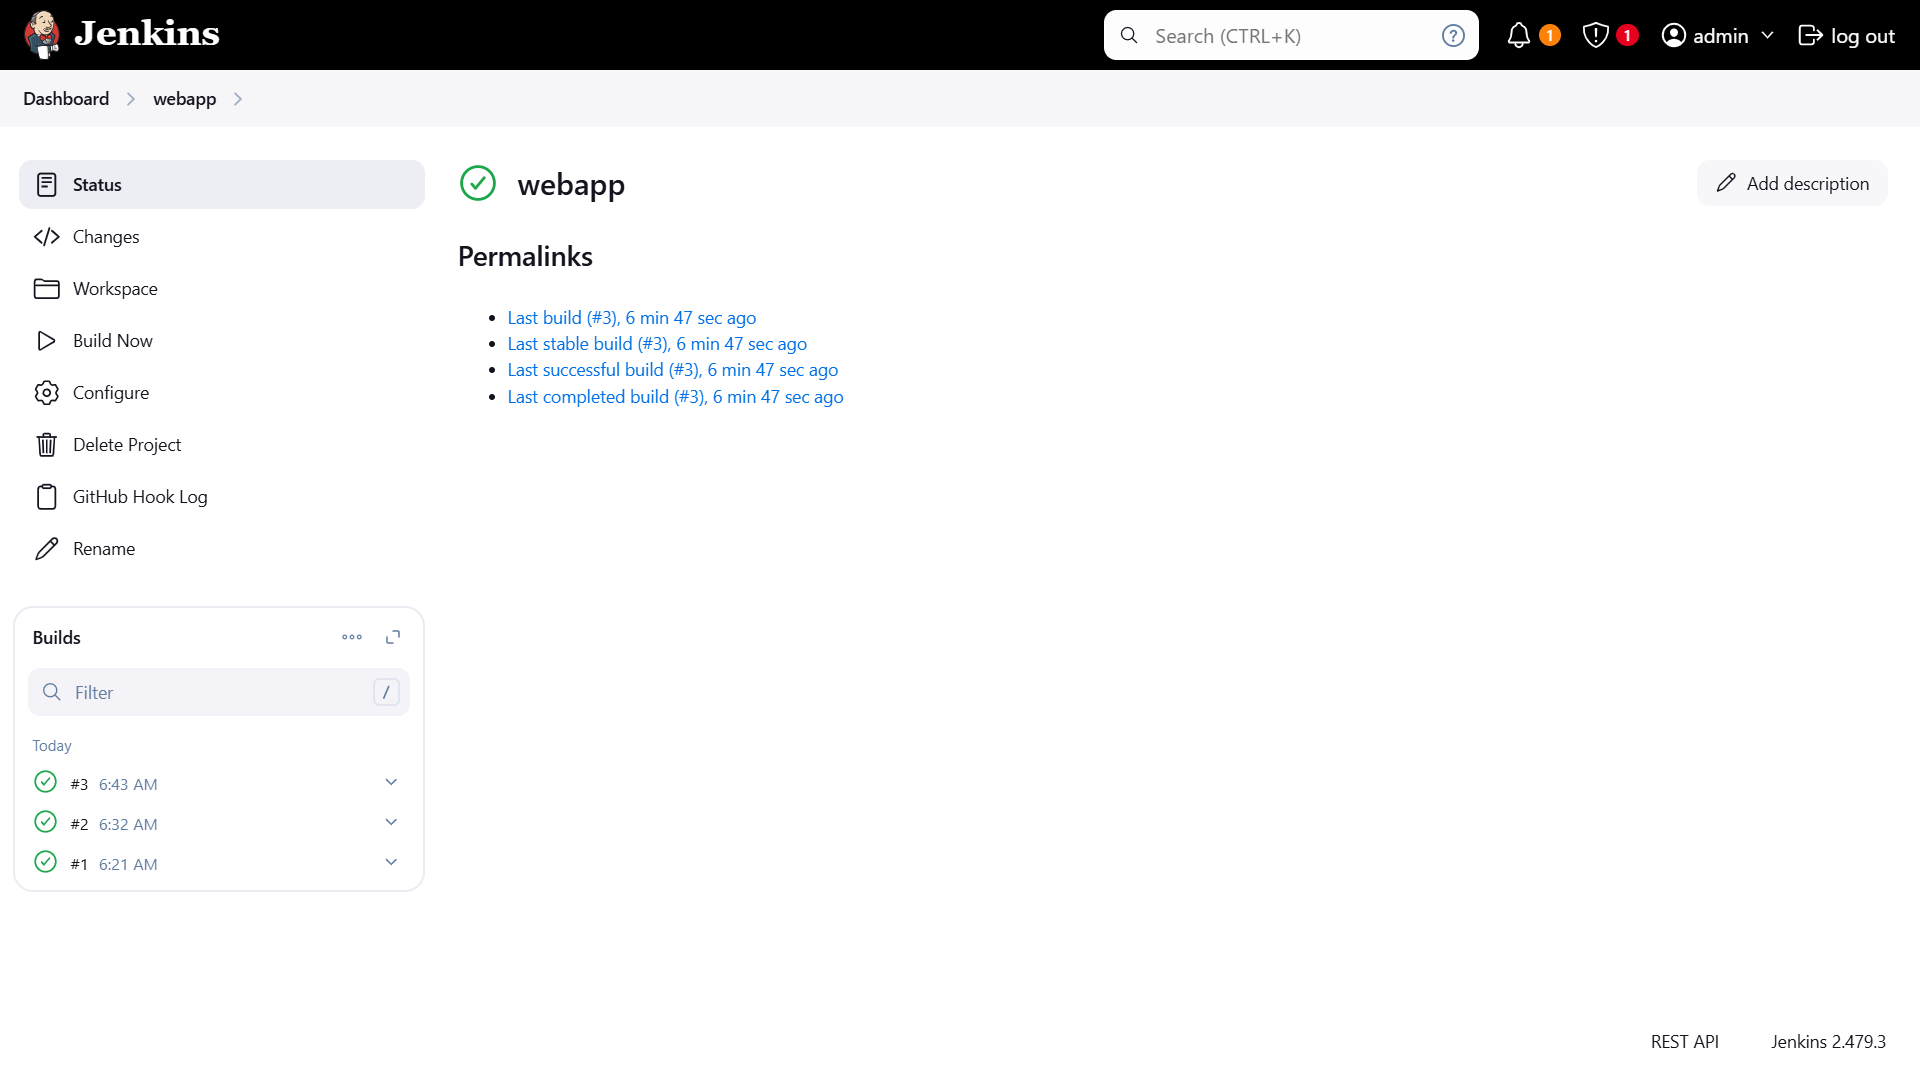 Jenkins
Search (CTRL+K)
?
1
1
admin
log out
Dashboard
webapp
Status
Changes
Workspace
Build Now
Configure
Delete Project
GitHub Hook Log
Rename
webapp
Add description
Permalinks
Last build (#3), 6 min 47 sec ago
Last stable build (#3), 6 min 47 sec ago
Last successful build (#3), 6 min 47 sec ago
Last completed build (#3), 6 min 47 sec ago
Builds
Filter
/
Today
#3 6:43 AM
#2 6:32 AM
#1 6:21 AM
REST API
Jenkins 2.479.3